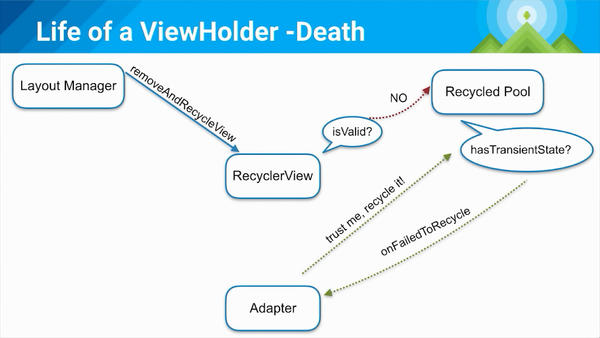 Life of a ViewHolder -Death
Layout Manager
removeAndRecycleView
NO
Recycled Pool
isValid?
hasTransientState?
RecyclerView
trust me, recycle it!
onFailedToRecycle
Adapter